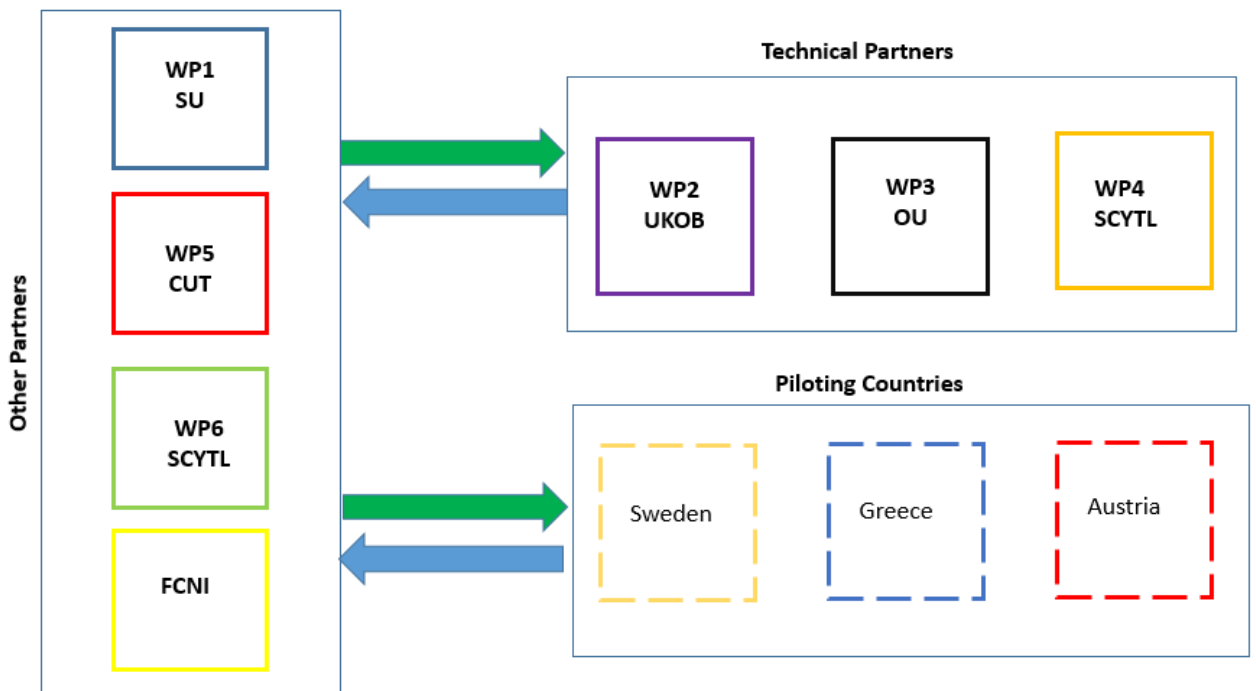 Other Partners
WP1
SU
WP5
CUT
WP6
SCYTL
FCNI
Technical Partners
WP2
UKOB
WP3
OU
WP4
SCYTL
Piloting Countries
Sweden
Greece
Austria